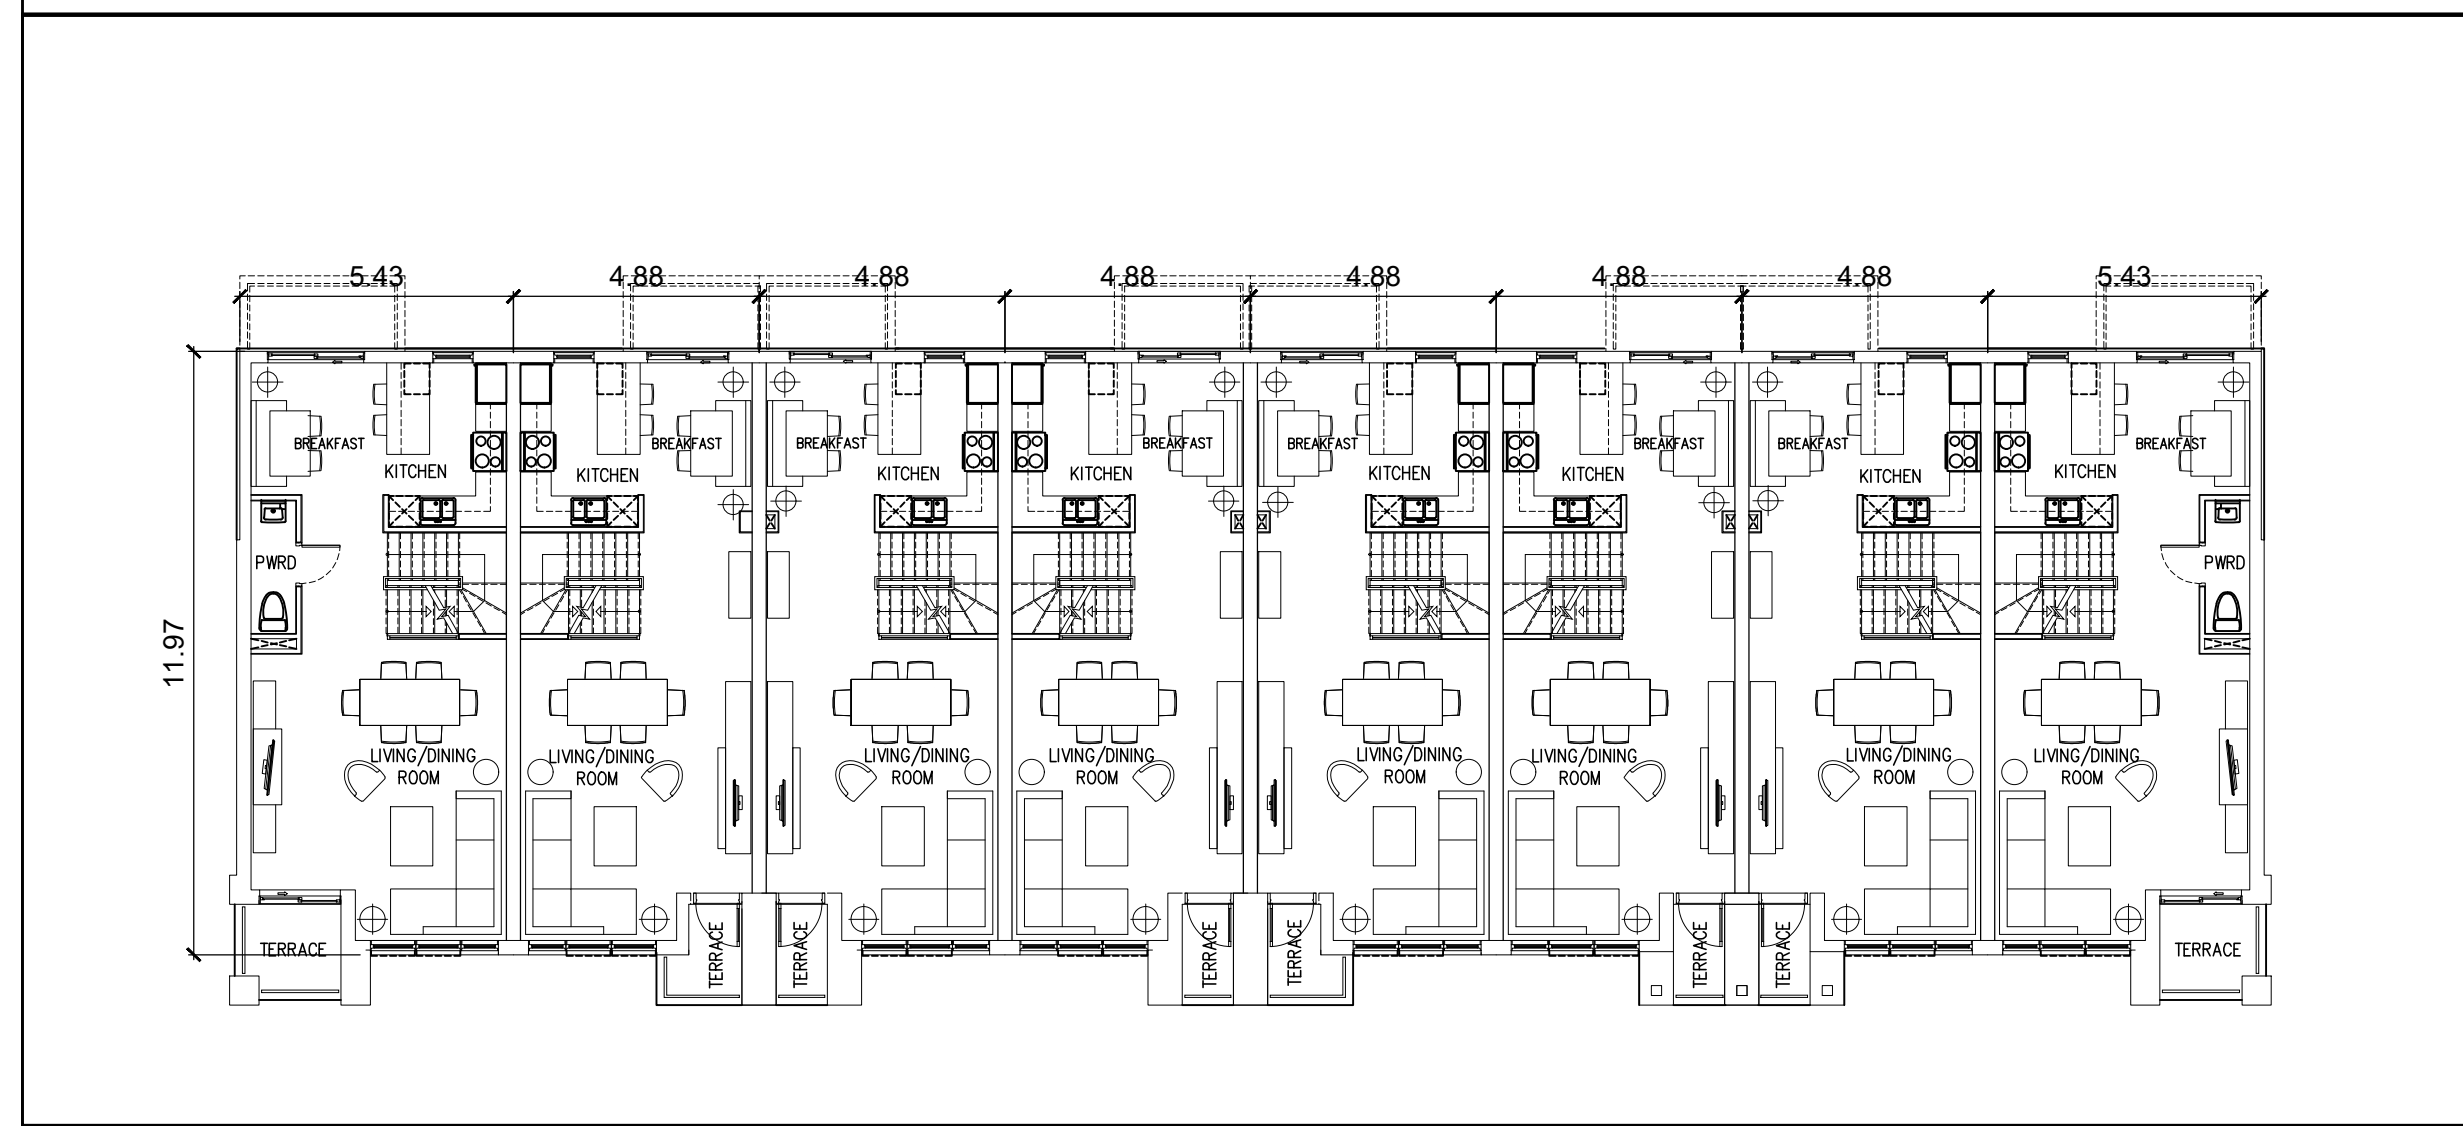 5.43 4.88 4.88 4.88 4.88 4.88 4.88 5.43
BREAKFAST BREAKFAST BREAKFAST BREAKFAST BREAKFAST BREAKFAST BREAKFAST BREAKFAST
KITCHEN KITCHEN KITCHEN KITCHEN KITCHEN KITCHEN KITCHEN KITCHEN
PWRD PWRD
11.97
LIVING/DINING LIVING/DINING LIVING/DINING LIVING/DINING LIVING/DINING LIVING/DINING LIVING/DINING LIVING/DINING
ROOM ROOM ROOM ROOM ROOM ROOM ROOM ROOM
TERRACE TERRACE TERRACE TERRACE TERRACE TERRACE TERRACE TERRACE